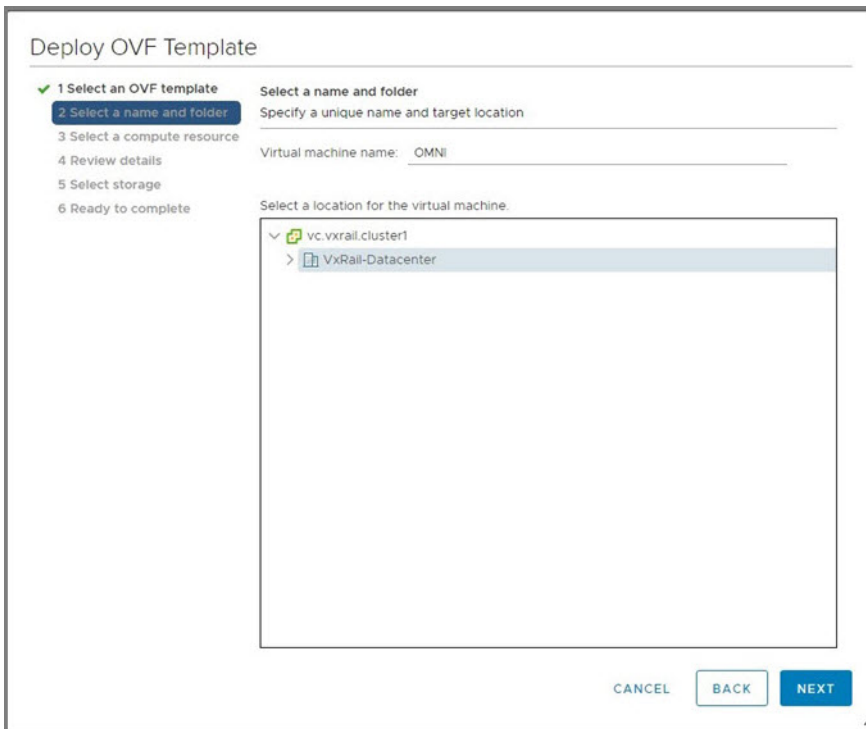 Deploy OVF Template
1 Select an OVF template
2 Select a name and folder
3 Select a compute resource
4 Review details
5 Select storage
6 Ready to complete
Select a name and folder
Specify a unique name and target location
Virtual machine name: OMNI
Select a location for the virtual machine.
vc.vxrail.cluster1
VxRail-Datacenter
CANCEL
BACK
NEXT